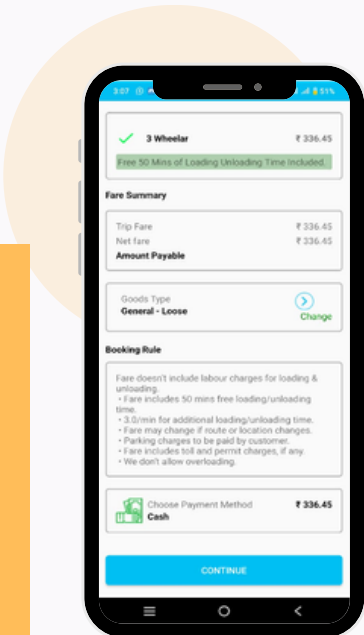 3:07
51%
3 Wheelar ₹ 336.45
Free 50 Mins of Loading Unloading Time Included.
Fare Summary
Trip Fare ₹ 336.45
Net fare ₹ 336.45
Amount Payable
Goods Type
General - Loose
Change
Booking Rule
Fare doesn't include labour charges for loading &
unloading.
• Fare includes 50 mins free loading/unloading
time.
• 3.0/min for additional loading/unloading time.
• Fare may change if route or location changes.
• Parking charges to be paid by customer.
• Fare includes toll and permit charges, if any.
• We don't allow overloading.
Choose Payment Method ₹ 336.45
Cash
CONTINUE